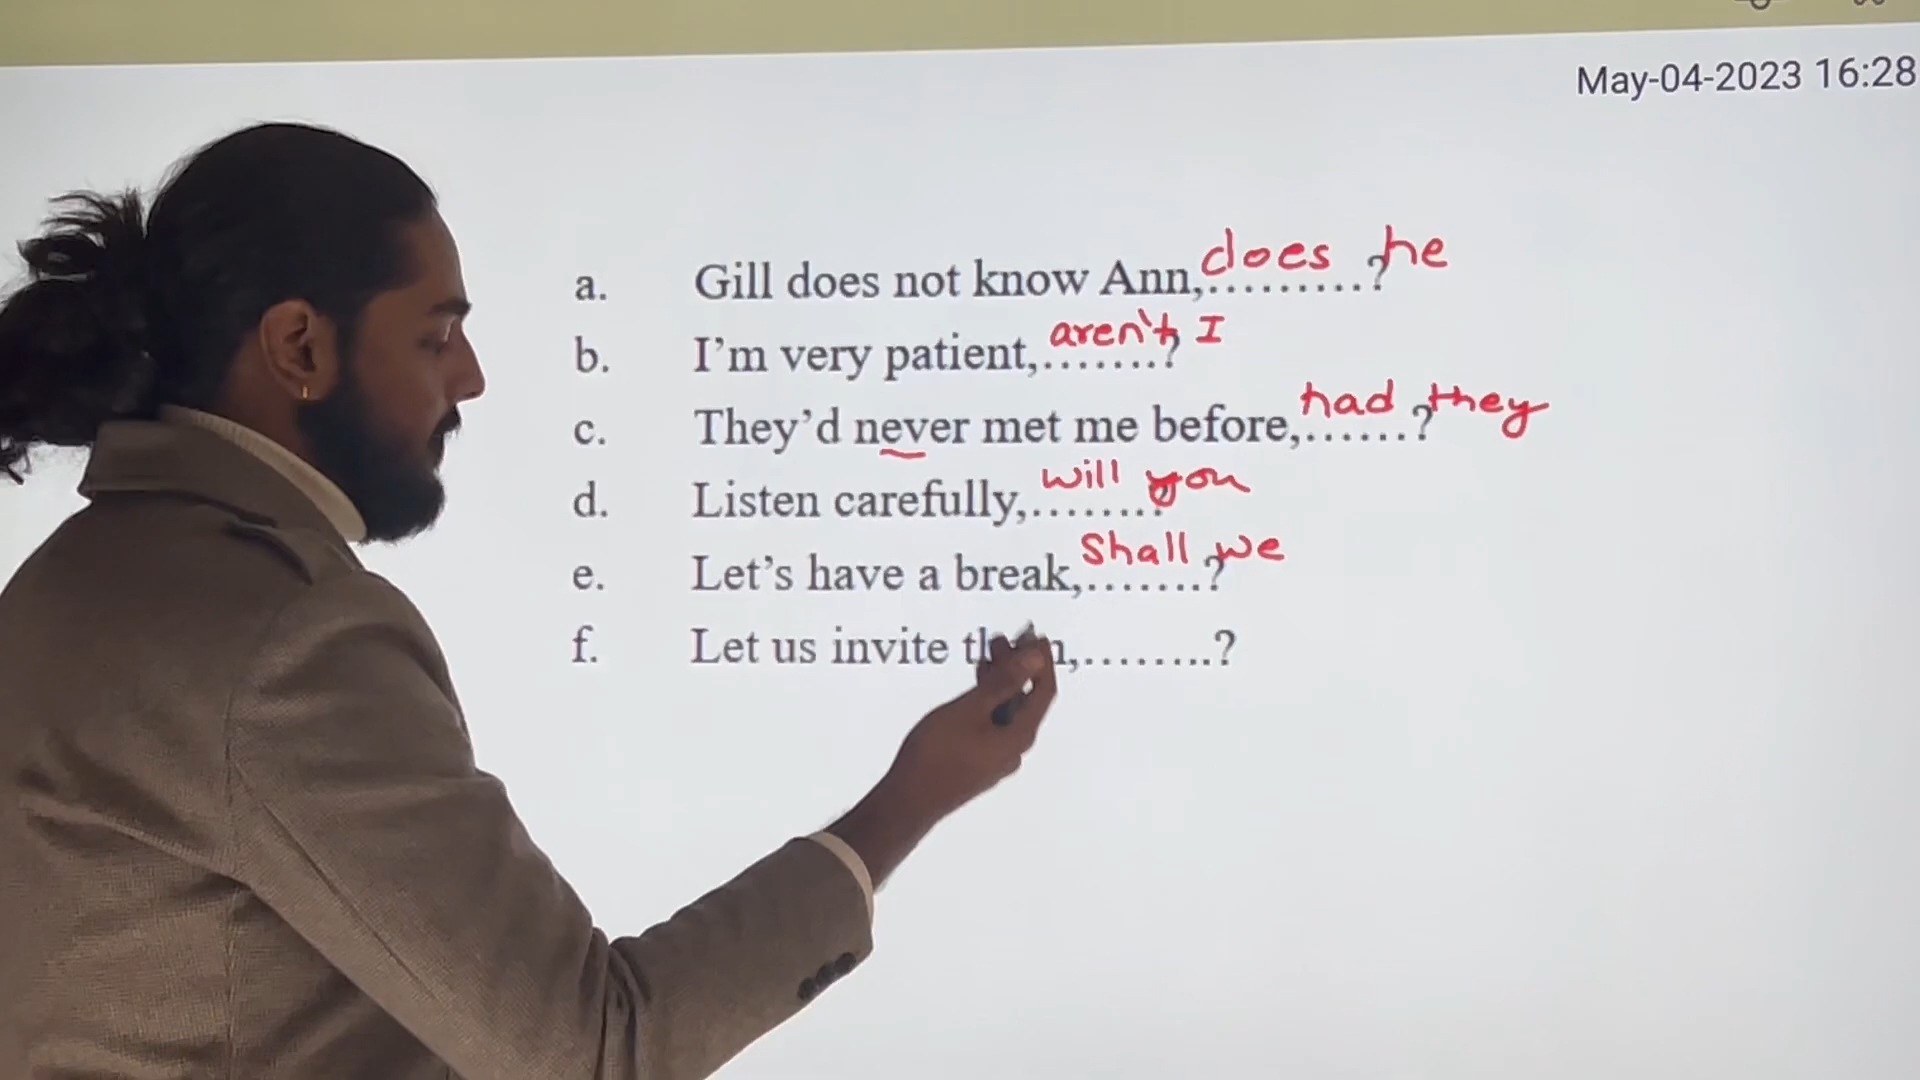 May-04-2023 16:28
a. Gill does not know Ann,.........? does he
b. I'm very patient,.......? aren't I
c. They'd never met me before,......? had they
d. Listen carefully,.......? will you
e. Let's have a break,.......? Shall we
f. Let us invite ........?